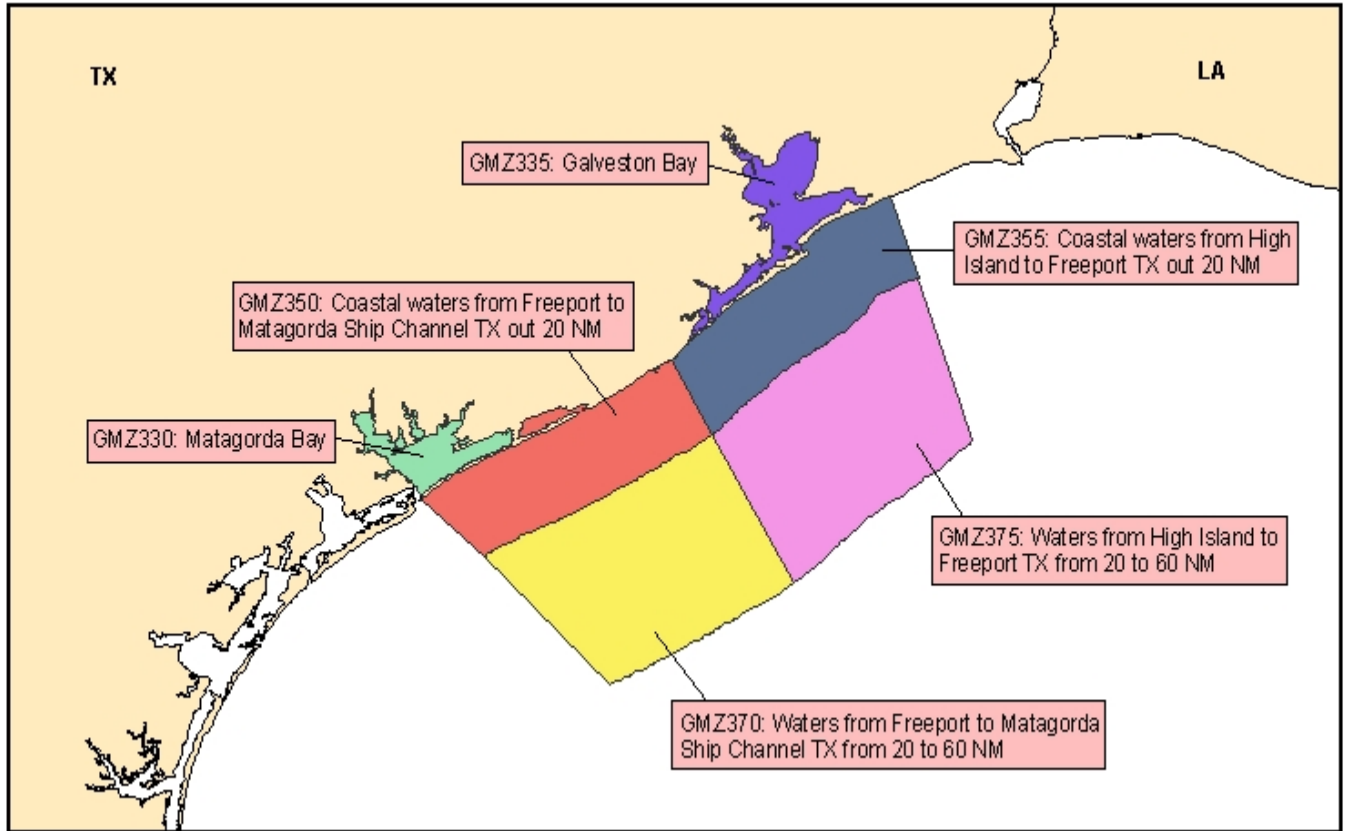 TX
LA
GMZ335: Galveston Bay
GMZ355: Coastal waters from High
Island to Freeport TX out 20 NM
GMZ350: Coastal waters from Freeport to
Matagorda Ship Channel TX out 20 NM
GMZ330: Matagorda Bay
GMZ375: Waters from High Island to
Freeport TX from 20 to 60 NM
GMZ370: Waters from Freeport to Matagorda
Ship Channel TX from 20 to 60 NM